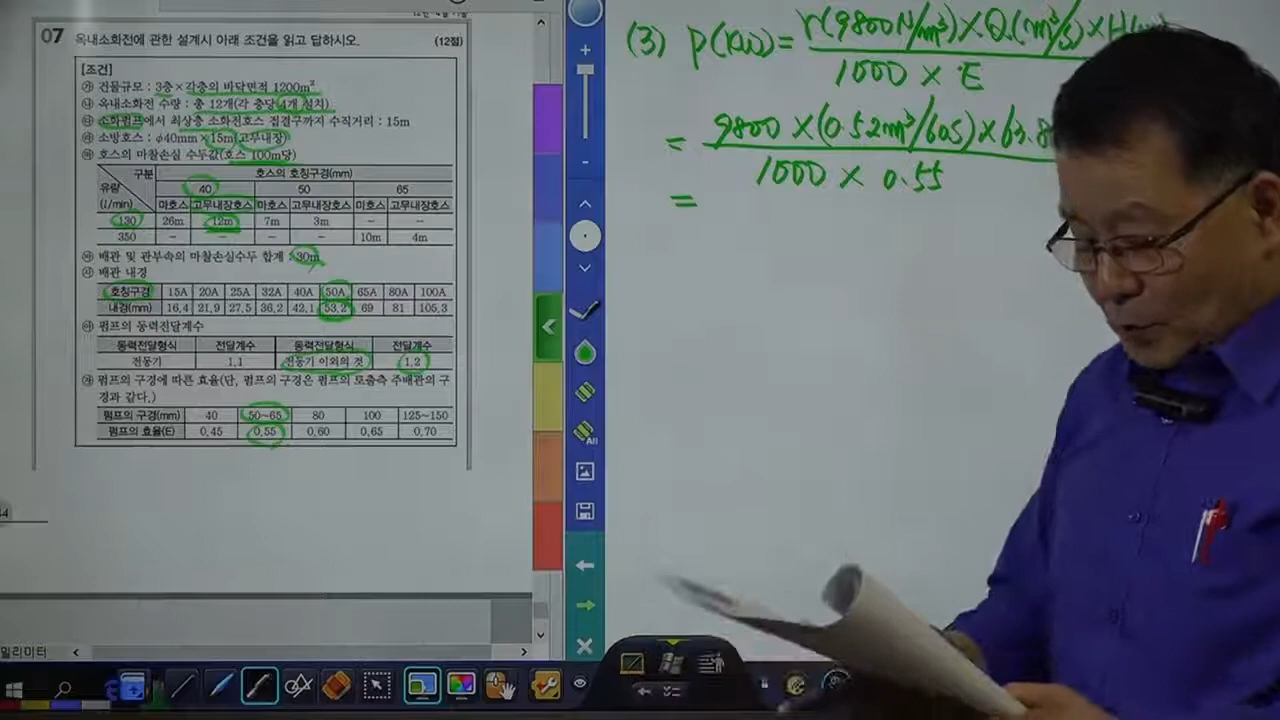 07 옥내소화전에 관한 설계시 아래 조건을 읽고 답하시오. (12점)
[조건]
㉮ 건물규모 : 3층×각층의 바닥면적 1200m²
㉯ 옥내소화전 수량 : 총 12개(각 층당 4개 설치)
㉰ 소화펌프에서 최상층 소화전호스 접결구까지 수직거리 : 15m
㉱ 소방호스 : φ40mm×15m(고무내장)
㉲ 호스의 마찰손실 수두값(호스 100m당)
구분 호스의 호칭구경(mm)
유량 (l/min) 40 50 65
마호스 고무내장호스 마호스 고무내장호스 마호스 고무내장호스
130 26m 12m 7m 3m - -
350 - - - - 10m 4m
㉳ 배관 및 관부속의 마찰손실수두 합계 : 30m
㉴ 배관 내경
호칭구경 15A 20A 25A 32A 40A 50A 65A 80A 100A
내경(mm) 16.4 21.9 27.5 36.2 42.1 53.2 69 81 105.3
㉵ 펌프의 동력전달계수
동력전달형식 전달계수 동력전달형식 전달계수
전동기 1.1 전동기 이외의 것 1.2
㉶ 펌프의 구경에 따른 효율(단, 펌프의 구경은 펌프의 토출측 주배관의 구
경과 같다.)
펌프의 구경(mm) 40 50~65 80 100 125~150
펌프의 효율(E) 0.45 0.55 0.60 0.65 0.70
밀리미터
All
(3) P(kW)= r(9800N/m³)×Q(m³/s)×H
1000 × E
= 9800 ×(0.52m³/60s)×63.8
1000 × 0.55
=